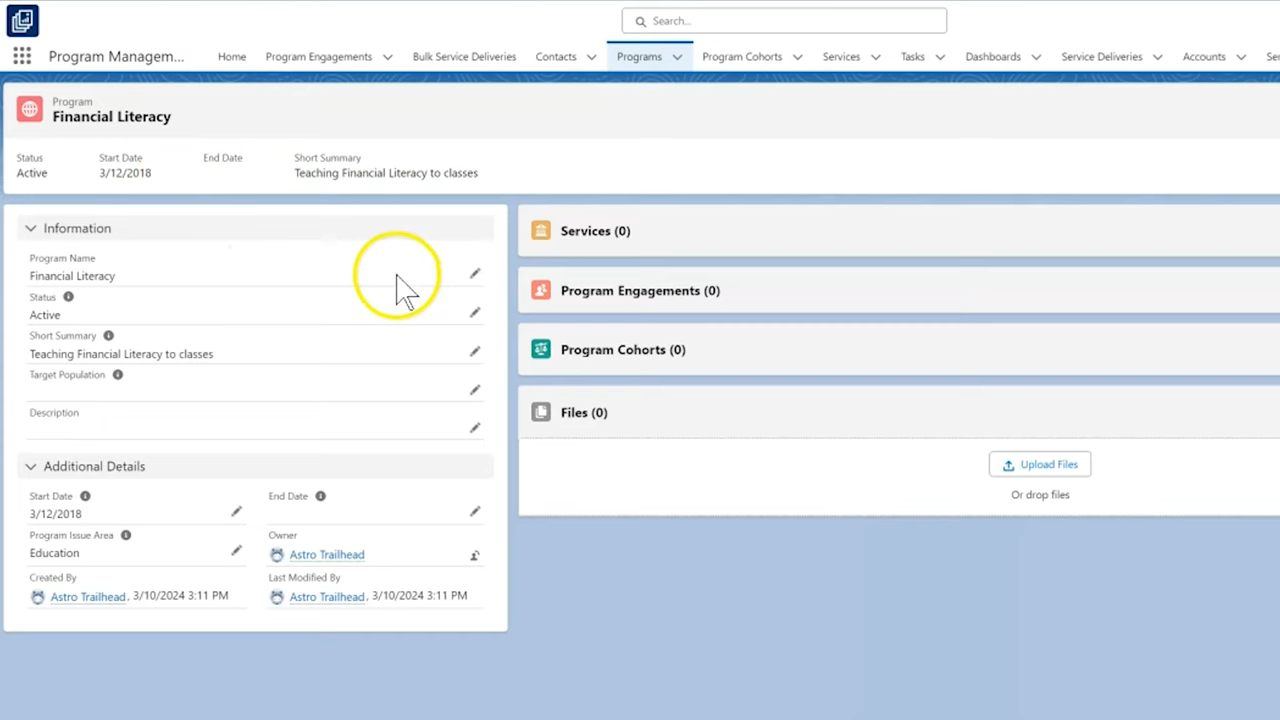 Search...
Program Managem... Home Program Engagements Bulk Service Deliveries Contacts Programs Program Cohorts Services Tasks Dashboards Service Deliveries Accounts Se
Program
Financial Literacy
Status Start Date End Date Short Summary
Active 3/12/2018 Teaching Financial Literacy to classes
Information
Program Name
Financial Literacy
Status
Active
Short Summary
Teaching Financial Literacy to classes
Target Population
Description
Additional Details
Start Date End Date
3/12/2018
Program Issue Area Owner
Education Astro Trailhead
Created By Last Modified By
Astro Trailhead, 3/10/2024 3:11 PM Astro Trailhead, 3/10/2024 3:11 PM
Services (0)
Program Engagements (0)
Program Cohorts (0)
Files (0)
Upload Files
Or drop files